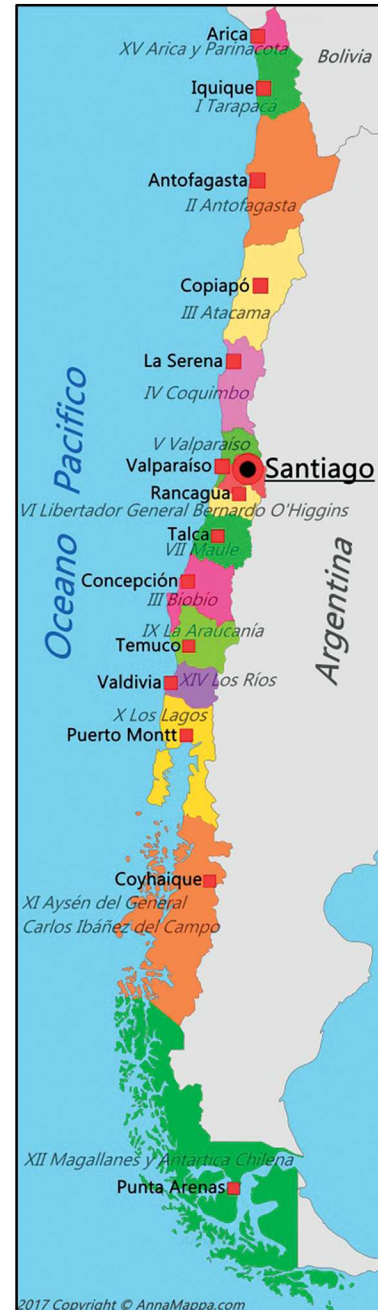 Arica
XV Arica y Parinacota
Bolivia
Iquique
I Tarapacá
Antofagasta
II Antofagasta
Copiapó
III Atacama
La Serena
IV Coquimbo
V Valparaíso
Valparaíso
Santiago
Rancagua
VI Libertador General Bernardo O'Higgins
Talca
VII Maule
Concepción
III Biobío
IX La Araucanía
Temuco
Valdivia
XIV Los Ríos
X Los Lagos
Puerto Montt
Oceano Pacifico
Argentina
Coyhaique
XI Aysén del General
Carlos Ibáñez del Campo
XII Magallanes y Antartica Chilena
Punta Arenas
2017 Copyright © AnnaMappa.com